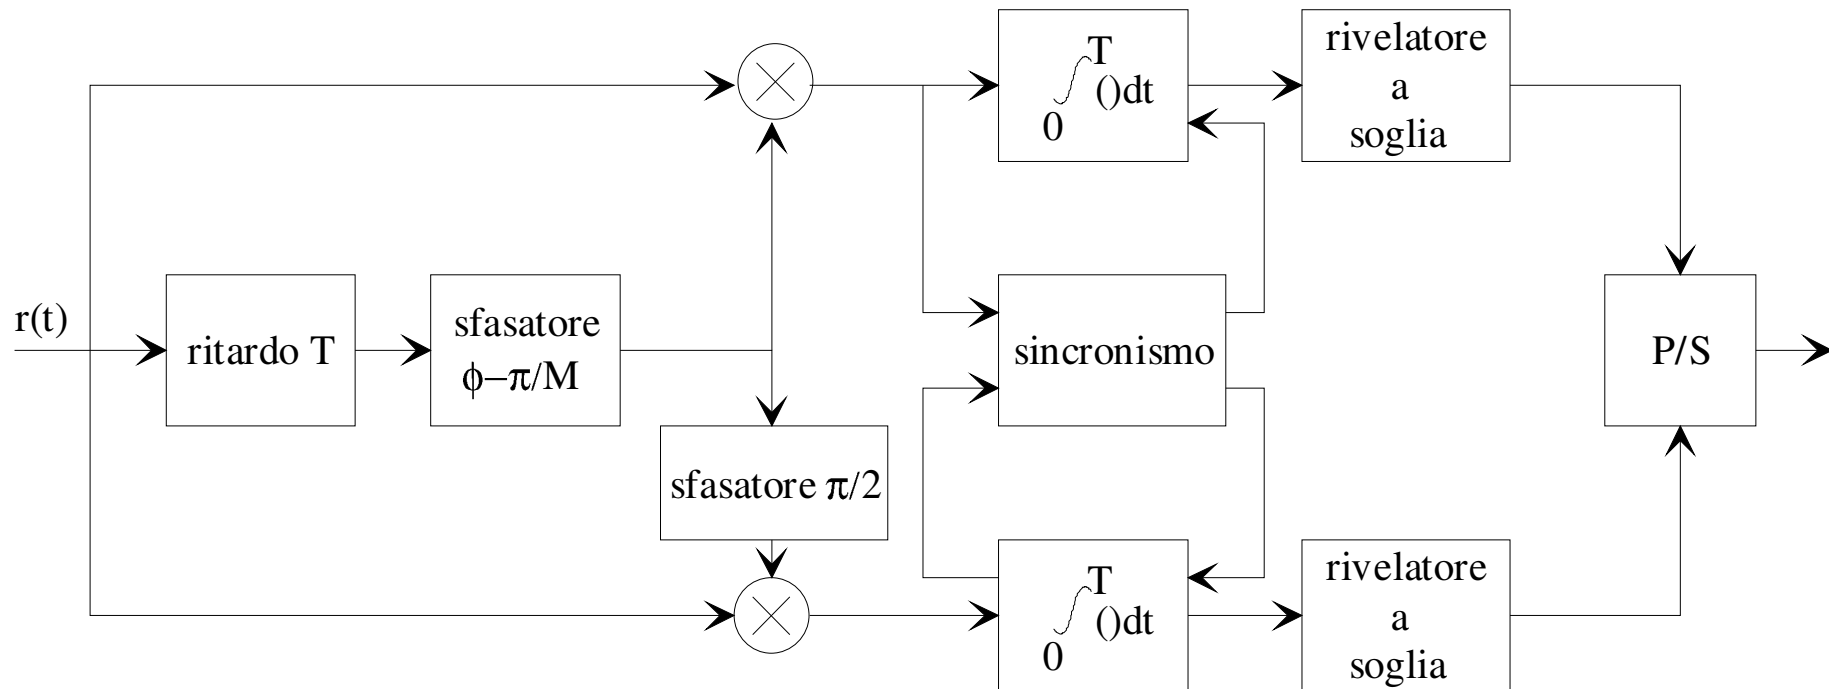 T
∫ ()dt
0
rivelatore
a
soglia
r(t)
ritardo T
sfasatore
ϕ−π/M
sincronismo
P/S
sfasatore π/2
T
∫ ()dt
0
rivelatore
a
soglia